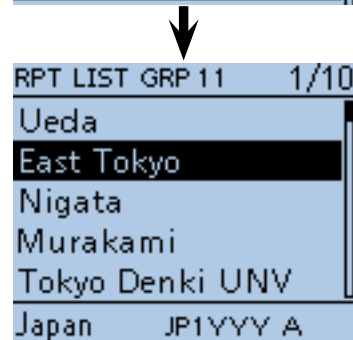 RPT LIST GRP 11 1/10
Ueda
East Tokyo
Nigata
Murakami
Tokyo Denki UNV
Japan JP1YYY A